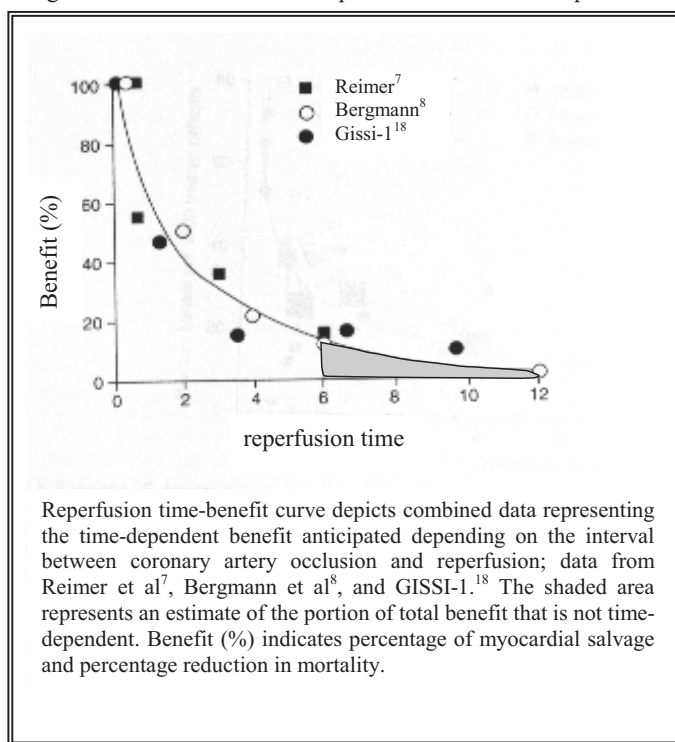 100
80
60
40
20
0
Benefit (%)
Reimer7
Bergmann8
Gissi-118
0 2 4 6 8 10 12
reperfusion time
Reperfusion time-benefit curve depicts combined data representing
the time-dependent benefit anticipated depending on the interval
between coronary artery occlusion and reperfusion; data from
Reimer et al7, Bergmann et al8, and GISSI-1.18 The shaded area
represents an estimate of the portion of total benefit that is not time-
dependent. Benefit (%) indicates percentage of myocardial salvage
and percentage reduction in mortality.